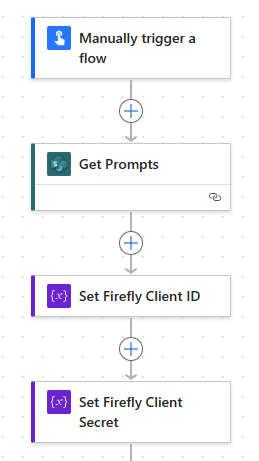 Manually trigger a
flow
Get Prompts
{x} Set Firefly Client ID
{x} Set Firefly Client
Secret